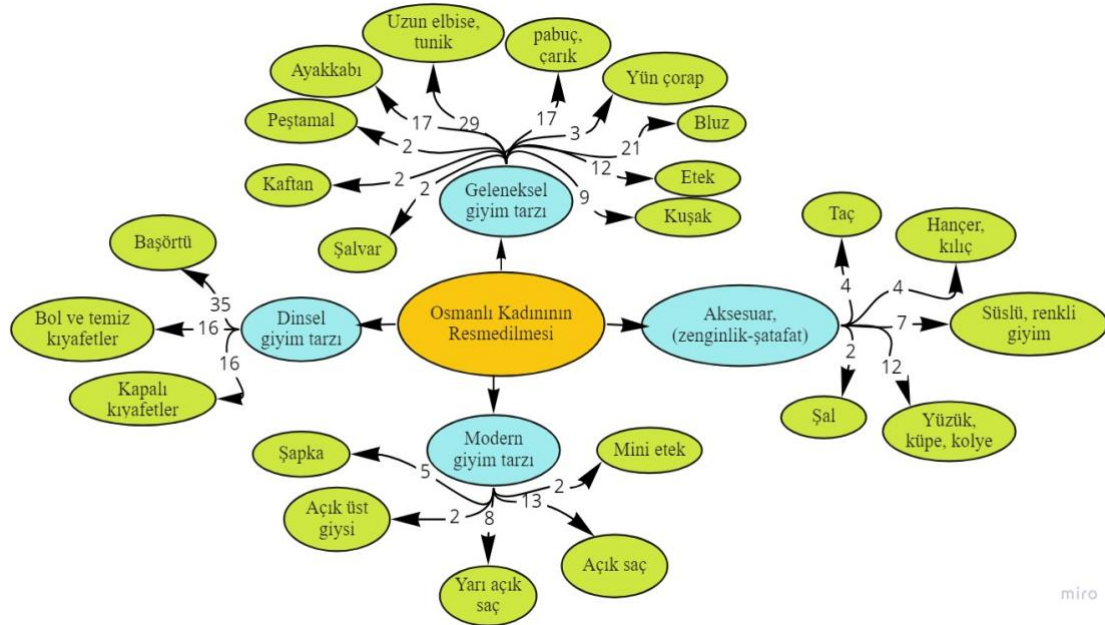 Uzun elbise,
tunik
pabuç,
çarık
Ayakkabı
Yün çorap
Peştamal
Bluz
17
29
17
3
21
2
12
Kaftan
2
2
Geleneksel
giyim tarzı
9
Etek
Kuşak
Şalvar
Taç
Hançer,
kılıç
Başörtü
35
4
4
Bol ve temiz
kıyafetler
16
Dinsel
giyim tarzı
Osmanlı Kadınının
Resmedilmesi
Aksesuar,
(zenginlik-şatafat)
7
Süslü, renkli
giyim
2
12
16
Kapalı
kıyafetler
Şal
Yüzük,
küpe, kolye
Modern
giyim tarzı
Şapka
Mini etek
5
2
13
Açık üst
giysi
2
8
Açık saç
Yarı açık
saç
miro